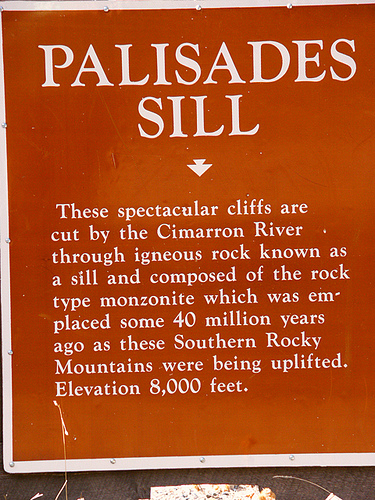 PALISADES
SILL
These spectacular cliffs are
cut by the Cimarron River
through igneous rock known as
a sill and composed of the rock
type monzonite which was em-
placed some 40 million years
ago as these Southern Rocky
Mountains were being uplifted.
Elevation 8,000 feet.